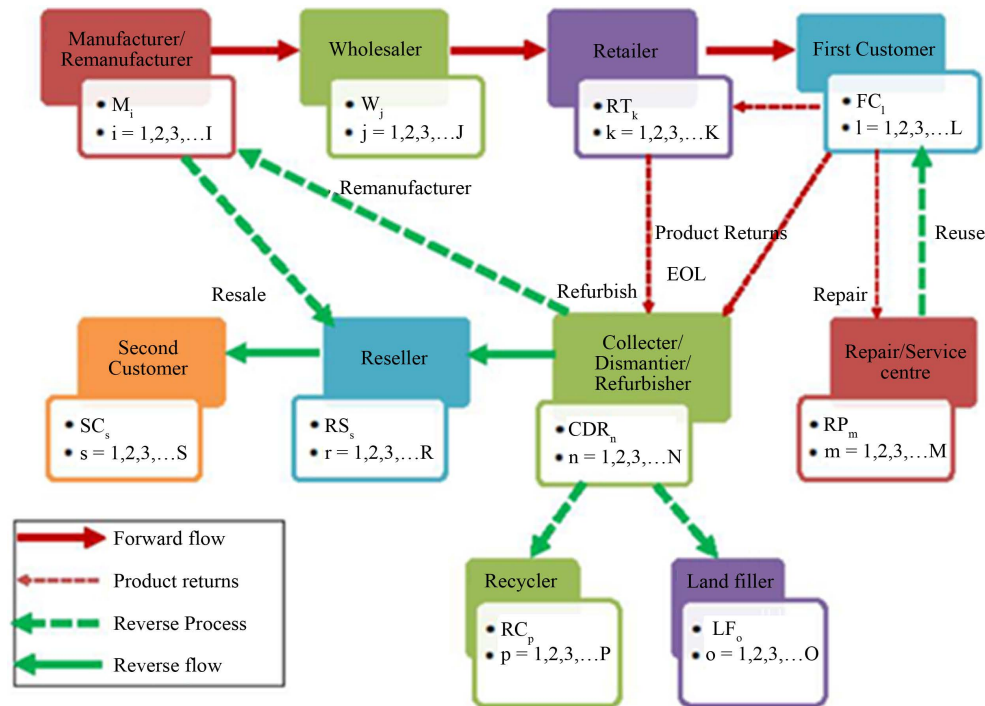 Manufacturer/
Remanufacturer
Wholesaler
Retailer
First Customer
• M_i
• i = 1,2,3,...I
• W_j
• j = 1,2,3,...J
• RT_k
• k = 1,2,3,...K
• FC_l
• l = 1,2,3,...L
Remanufacturer
Product Returns
Reuse
EOL
Resale
Refurbish
Repair
Second
Customer
Reseller
Collecter/
Dismantier/
Refurbisher
Repair/Service
centre
• SC_s
• s = 1,2,3,...S
• RS_s
• r = 1,2,3,...R
• CDR_n
• n = 1,2,3,...N
• RP_m
• m = 1,2,3,...M
Forward flow
Product returns
Reverse Process
Reverse flow
Recycler
Land filler
• RC_p
• p = 1,2,3,...P
• LF_o
• o = 1,2,3,...O